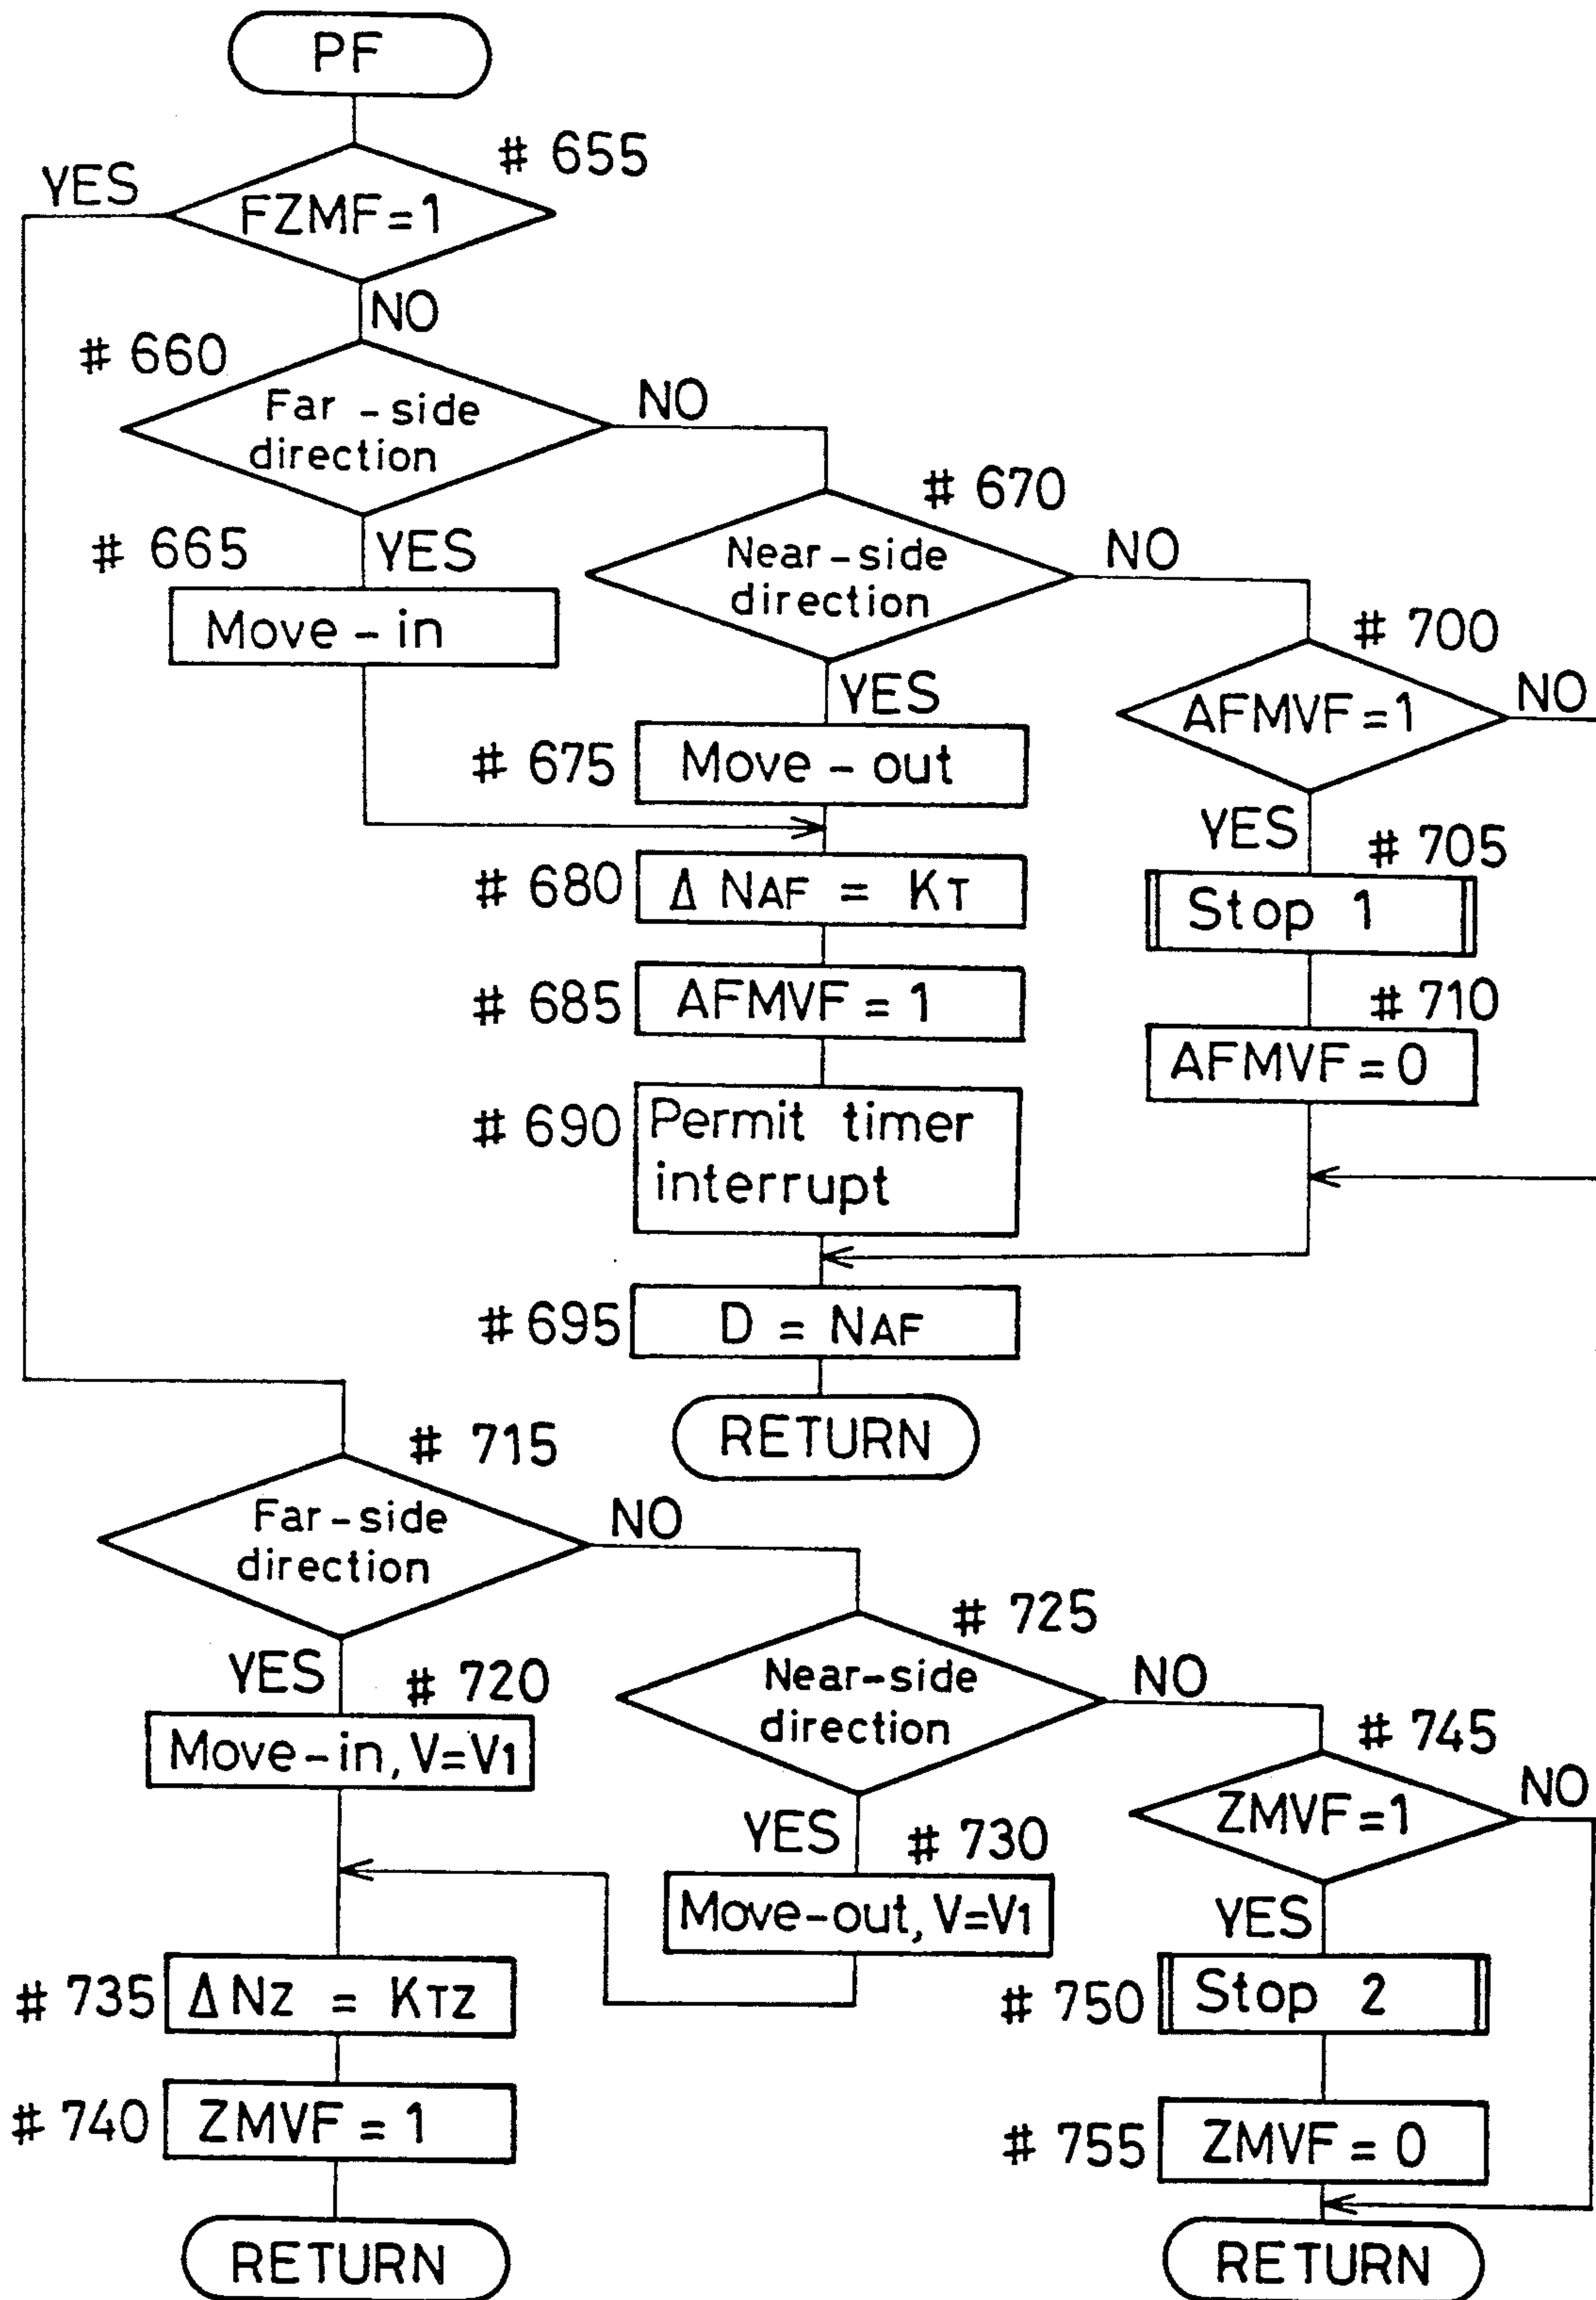 PF
# 655
YES
FZMF=1
NO
# 660
Far-side
direction
NO
# 670
# 665
YES
Near-side
direction
NO
Move-in
# 700
YES
AFMVF=1
NO
# 675
Move-out
YES
# 705
# 680
Δ NAF = KT
Stop 1
# 685
AFMVF=1
# 710
AFMVF=0
# 690
Permit timer
interrupt
# 695
D = NAF
RETURN
# 715
Far-side
direction
NO
# 725
YES
# 720
Near-side
direction
NO
Move-in, V=V1
# 745
ZMVF=1
NO
YES
# 730
Move-out, V=V1
YES
# 735
ΔNZ = KTZ
# 750
Stop 2
# 740
ZMVF=1
# 755
ZMVF=0
RETURN
RETURN